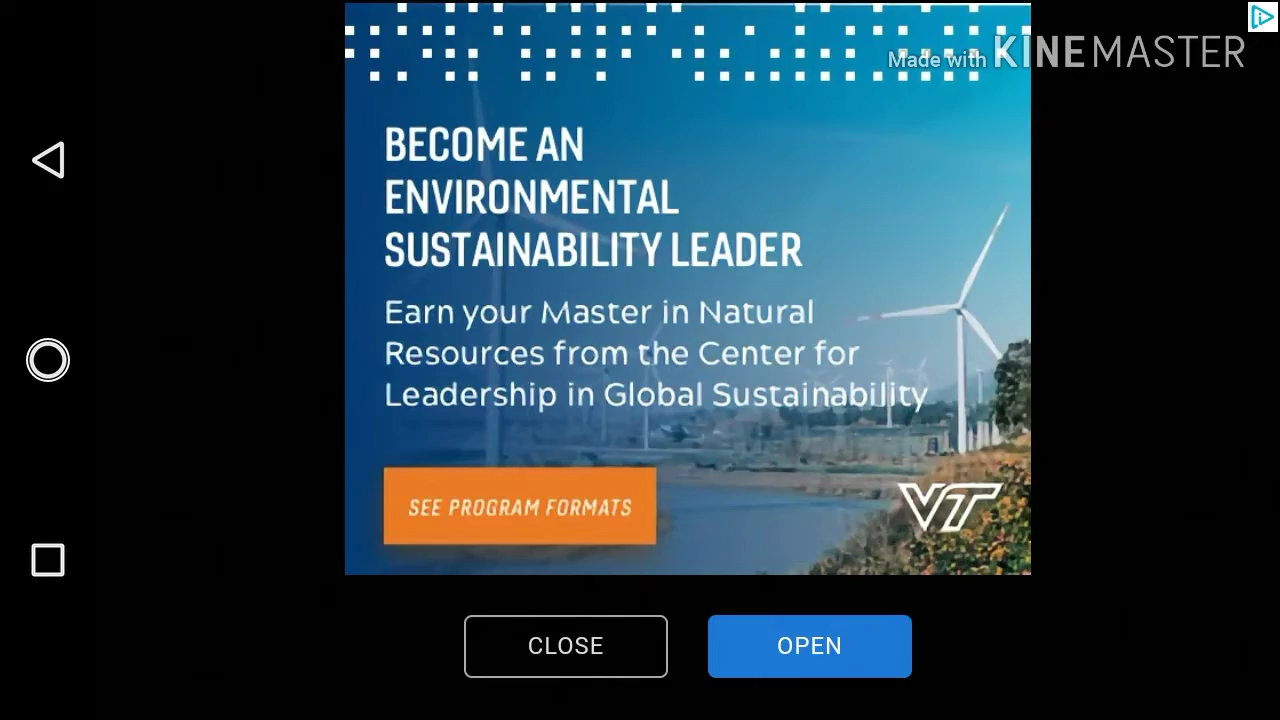 Made with KINEMASTER
BECOME AN
ENVIRONMENTAL
SUSTAINABILITY LEADER
Earn your Master in Natural
Resources from the Center for
Leadership in Global Sustainability
SEE PROGRAM FORMATS
VT
CLOSE
OPEN